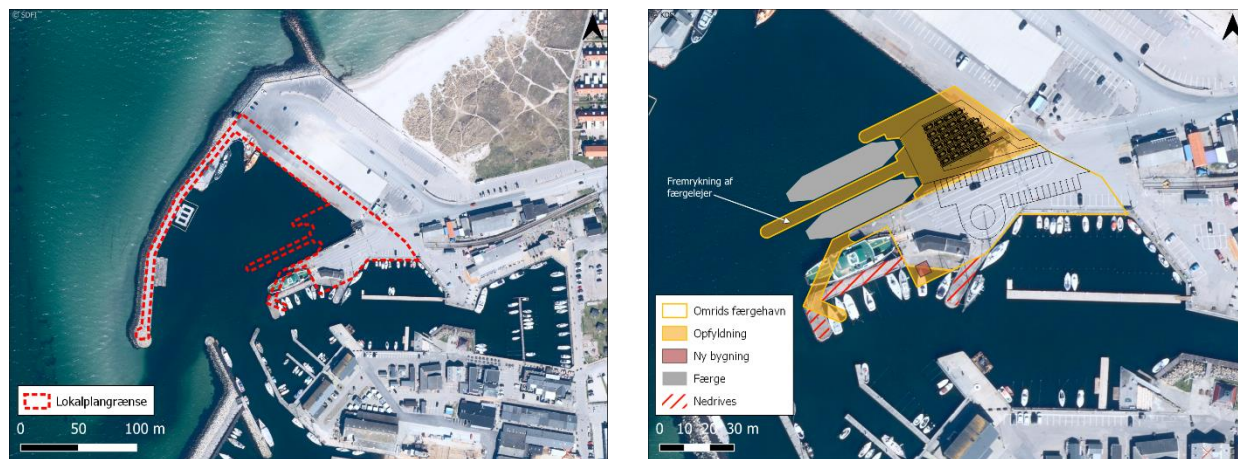 © SDFI
Lokalplangrænse
0 50 100 m
© KDS
Fremrykning af
færgelejer
Omrids færgehavn
Opfyldning
Ny bygning
Færge
Nedrives
0 10 20 30 m